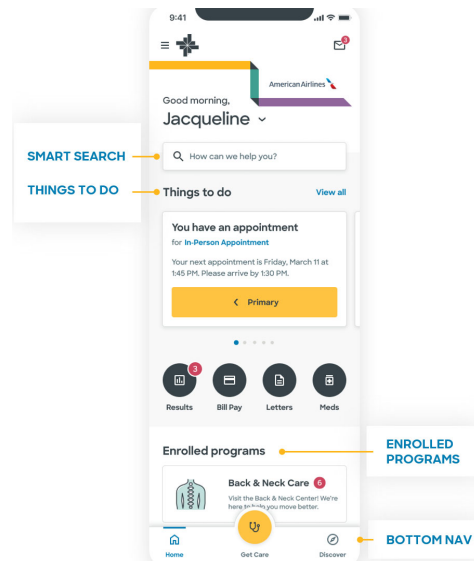 9:41
3
AmericanAirlines
Good morning,
Jacqueline
SMART SEARCH
How can we help you?
THINGS TO DO
Things to do
View all
You have an appointment
for In-Person Appointment
Your next appointment is Friday, March 11 at
1:45 PM. Please arrive by 1:30 PM.
Primary
3
Results
Bill Pay
Letters
Meds
Enrolled programs
ENROLLED
PROGRAMS
Back & Neck Care 6
Visit the Back & Neck Center! We're
here to help you move better.
BOTTOM NAV
Home
Get Care
Discover